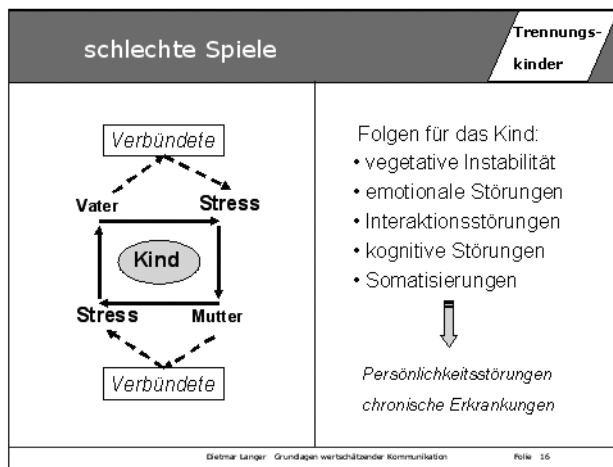 schlechte Spiele
Trennungs-
kinder
Verbündete
Vater
Stress
Kind
Stress
Mutter
Verbündete
Folgen für das Kind:
• vegetative Instabilität
• emotionale Störungen
• Interaktionsstörungen
• kognitive Störungen
• Somatisierungen
Persönlichkeitsstörungen
chronische Erkrankungen
Dietmar Langer Grundlagen wertschätzender Kommunikation Folie 16